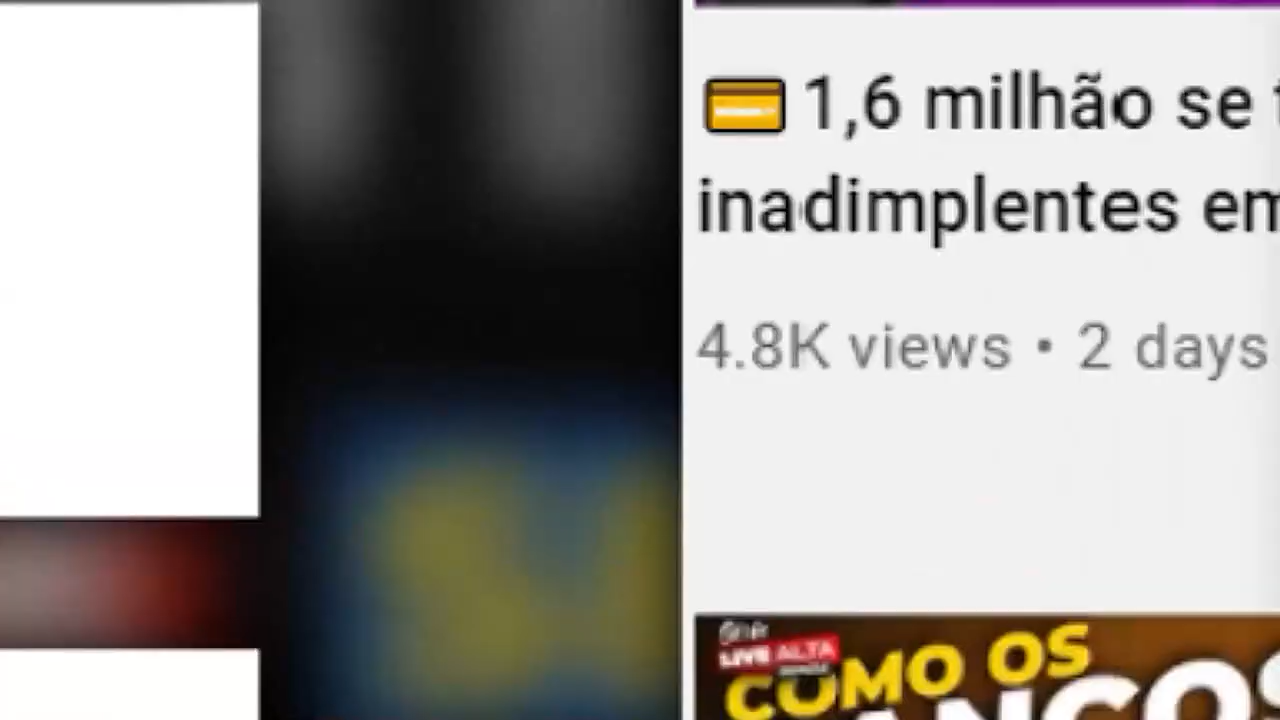 1,6 milhão se
inadimplentes em
4.8K views • 2 days
LIVE ALTA
COMO OS